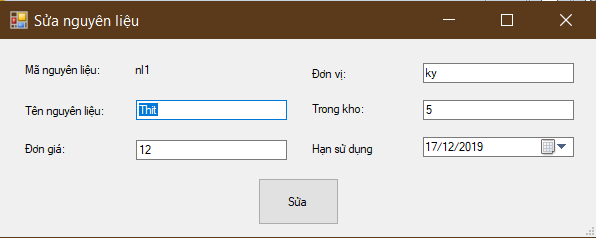 Sửa nguyên liệu
Mã nguyên liệu: nl1
Đơn vị: ky
Tên nguyên liệu: Thit
Trong kho: 5
Đơn giá: 12
Hạn sử dụng 17/12/2019
Sửa